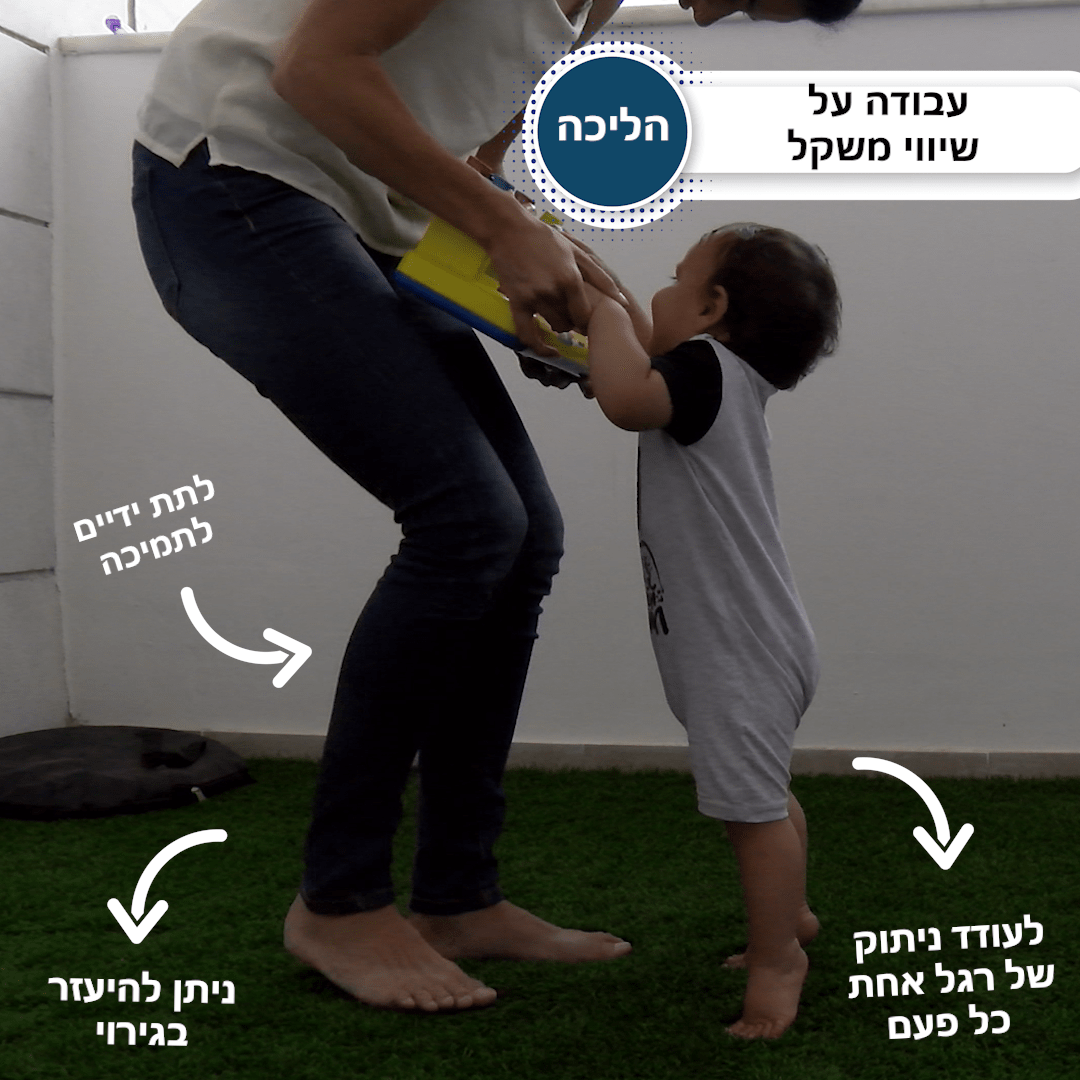 הליכה
עבודה על
שיווי משקל
לתת ידיים
לתמיכה
ניתן להיעזר
בגירוי
לעודד ניתוק
של רגל אחת
כל פעם